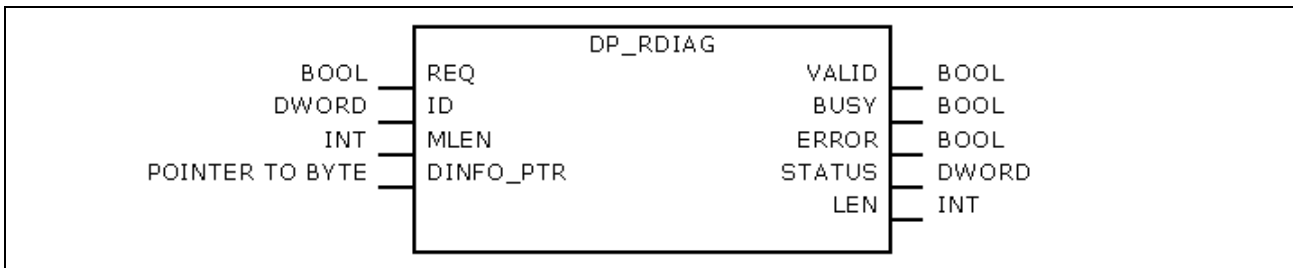 DP_RDIAG
BOOL REQ VALID BOOL
DWORD ID BUSY BOOL
INT MLEN ERROR BOOL
POINTER TO BYTE DINFO_PTR STATUS DWORD
LEN INT